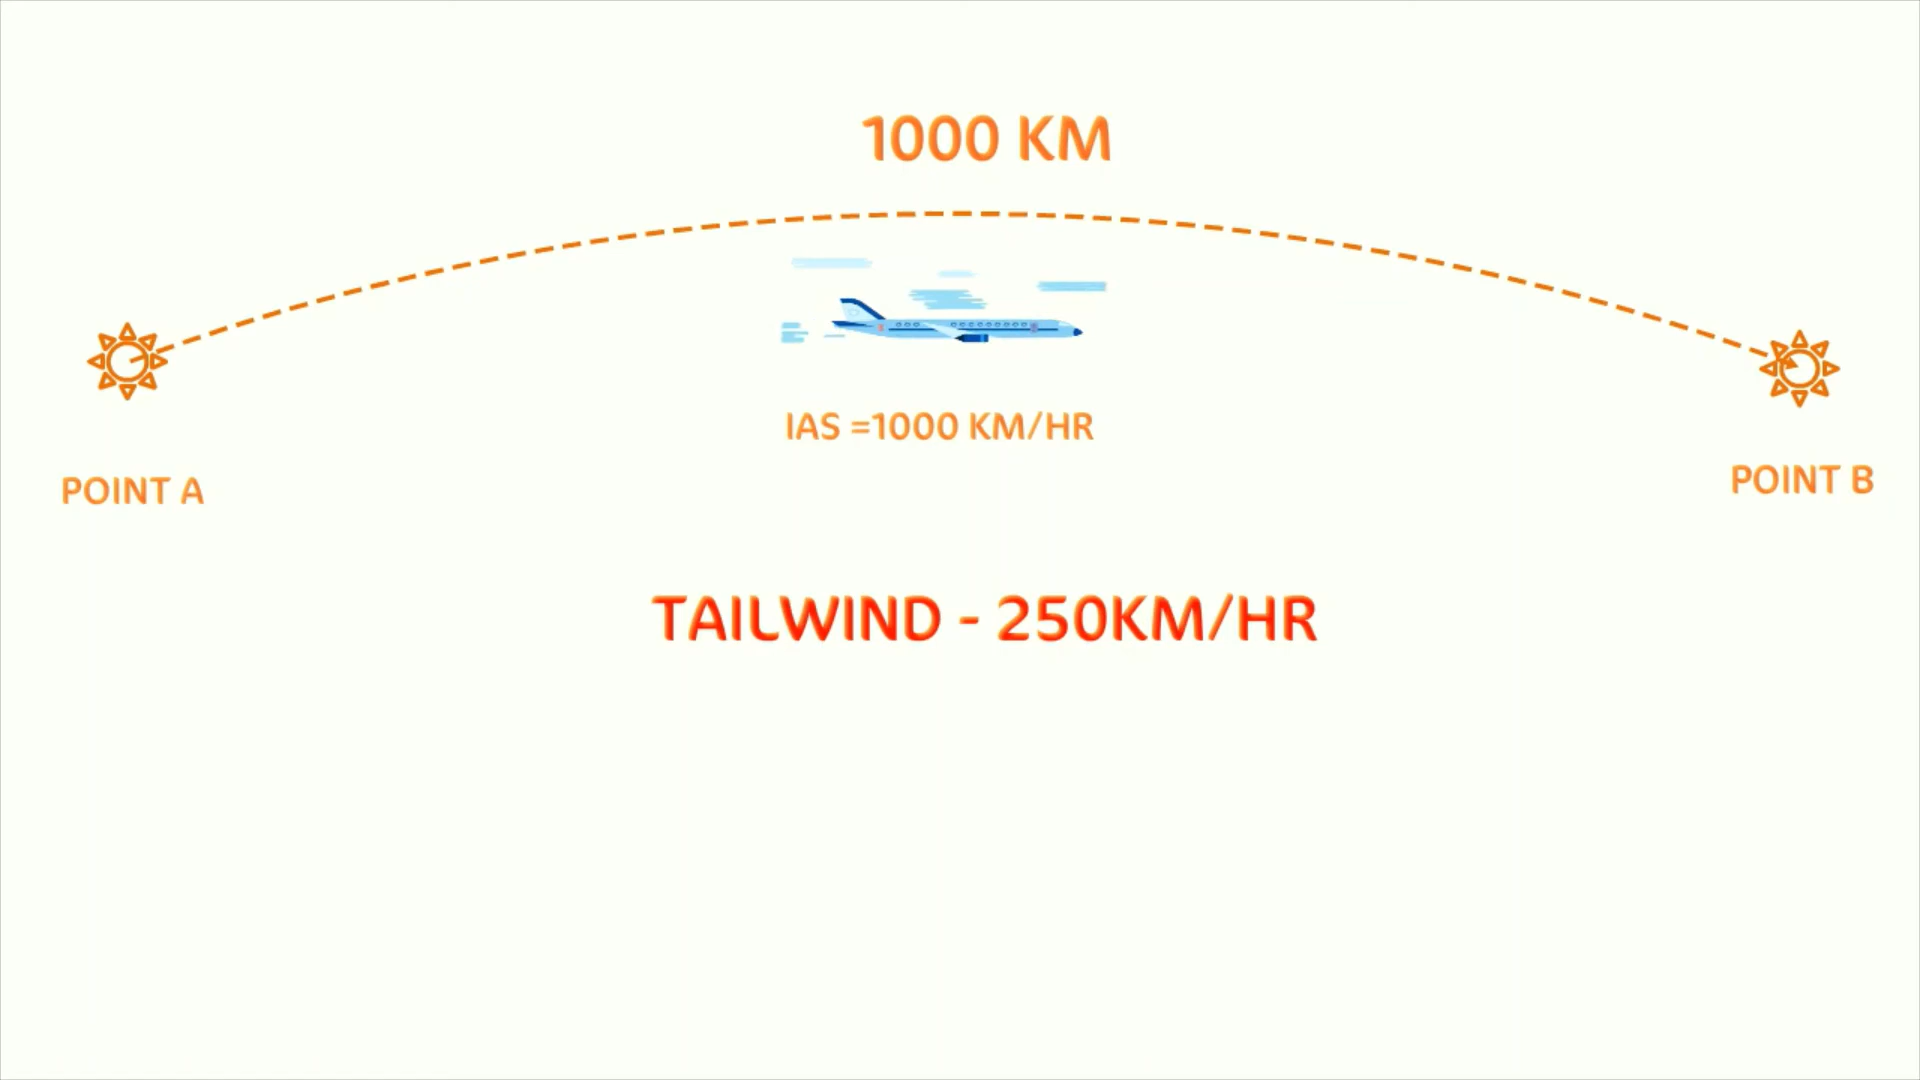 1000 KM
IAS =1000 KM/HR
POINT A
POINT B
TAILWIND - 250KM/HR